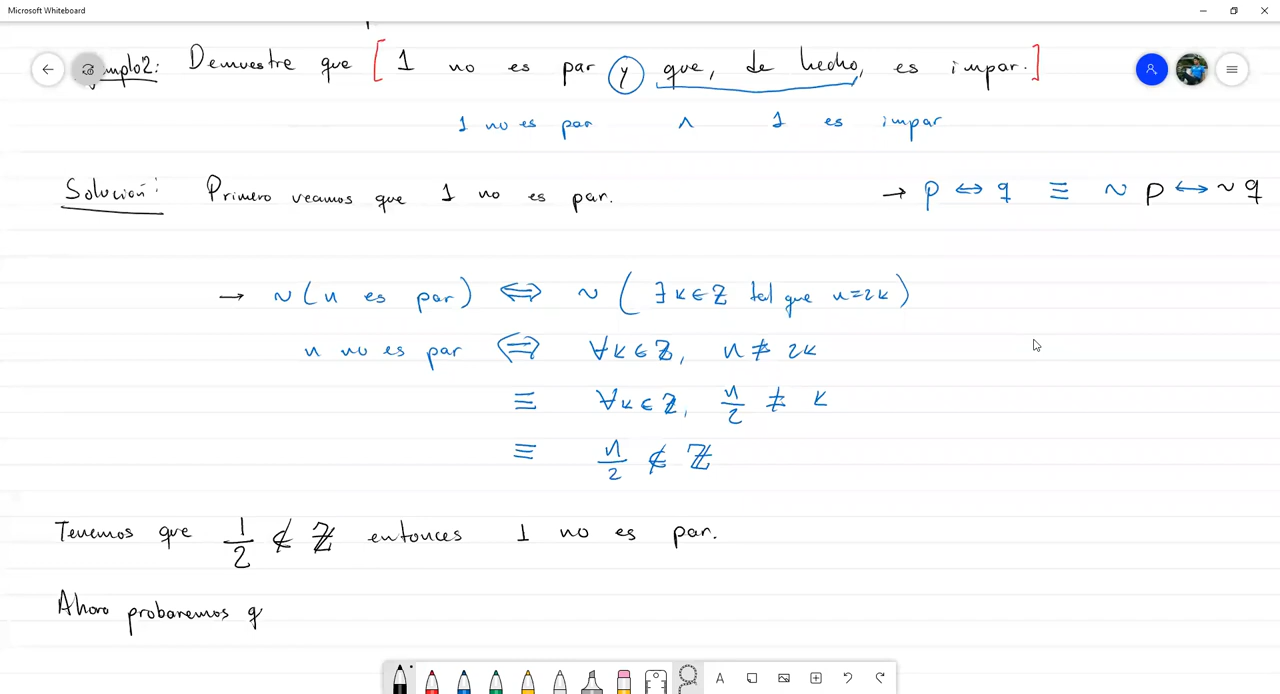 Microsoft Whiteboard
mplo2: Demuestre que [ 1 no es par y que, de hecho, es impar. ]
1 no es par ∧ 1 es impar
Solución: Primero veamos que 1 no es par. → p ↔ q ≡ ~ p ↔ ~ q
→ ~ ( n es par ) ⇔ ~ ( ∃ k ∈ ℤ tal que n = 2k )
n no es par ⇔ ∀ k ∈ ℤ, n ≠ 2k
≡ ∀ k ∈ ℤ, n/2 ≠ k
≡ n/2 ∉ ℤ
Tenemos que 1/2 ∉ ℤ entonces 1 no es par.
Ahora probaremos q
A